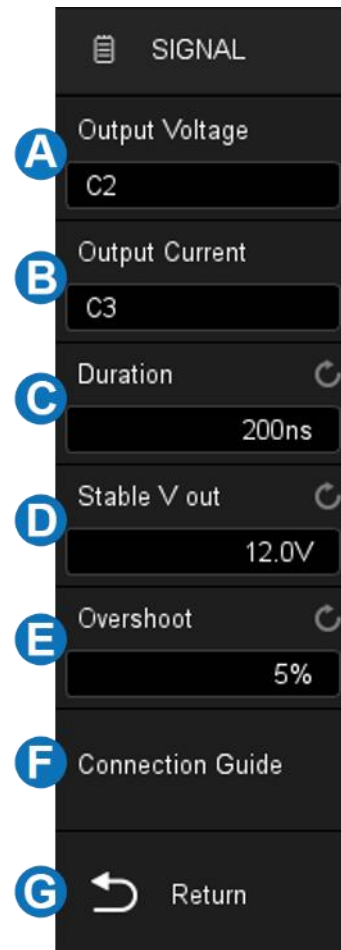 SIGNAL
A
Output Voltage
C2
B
Output Current
C3
C
Duration
200ns
D
Stable V out
12.0V
E
Overshoot
5%
F
Connection Guide
G
Return